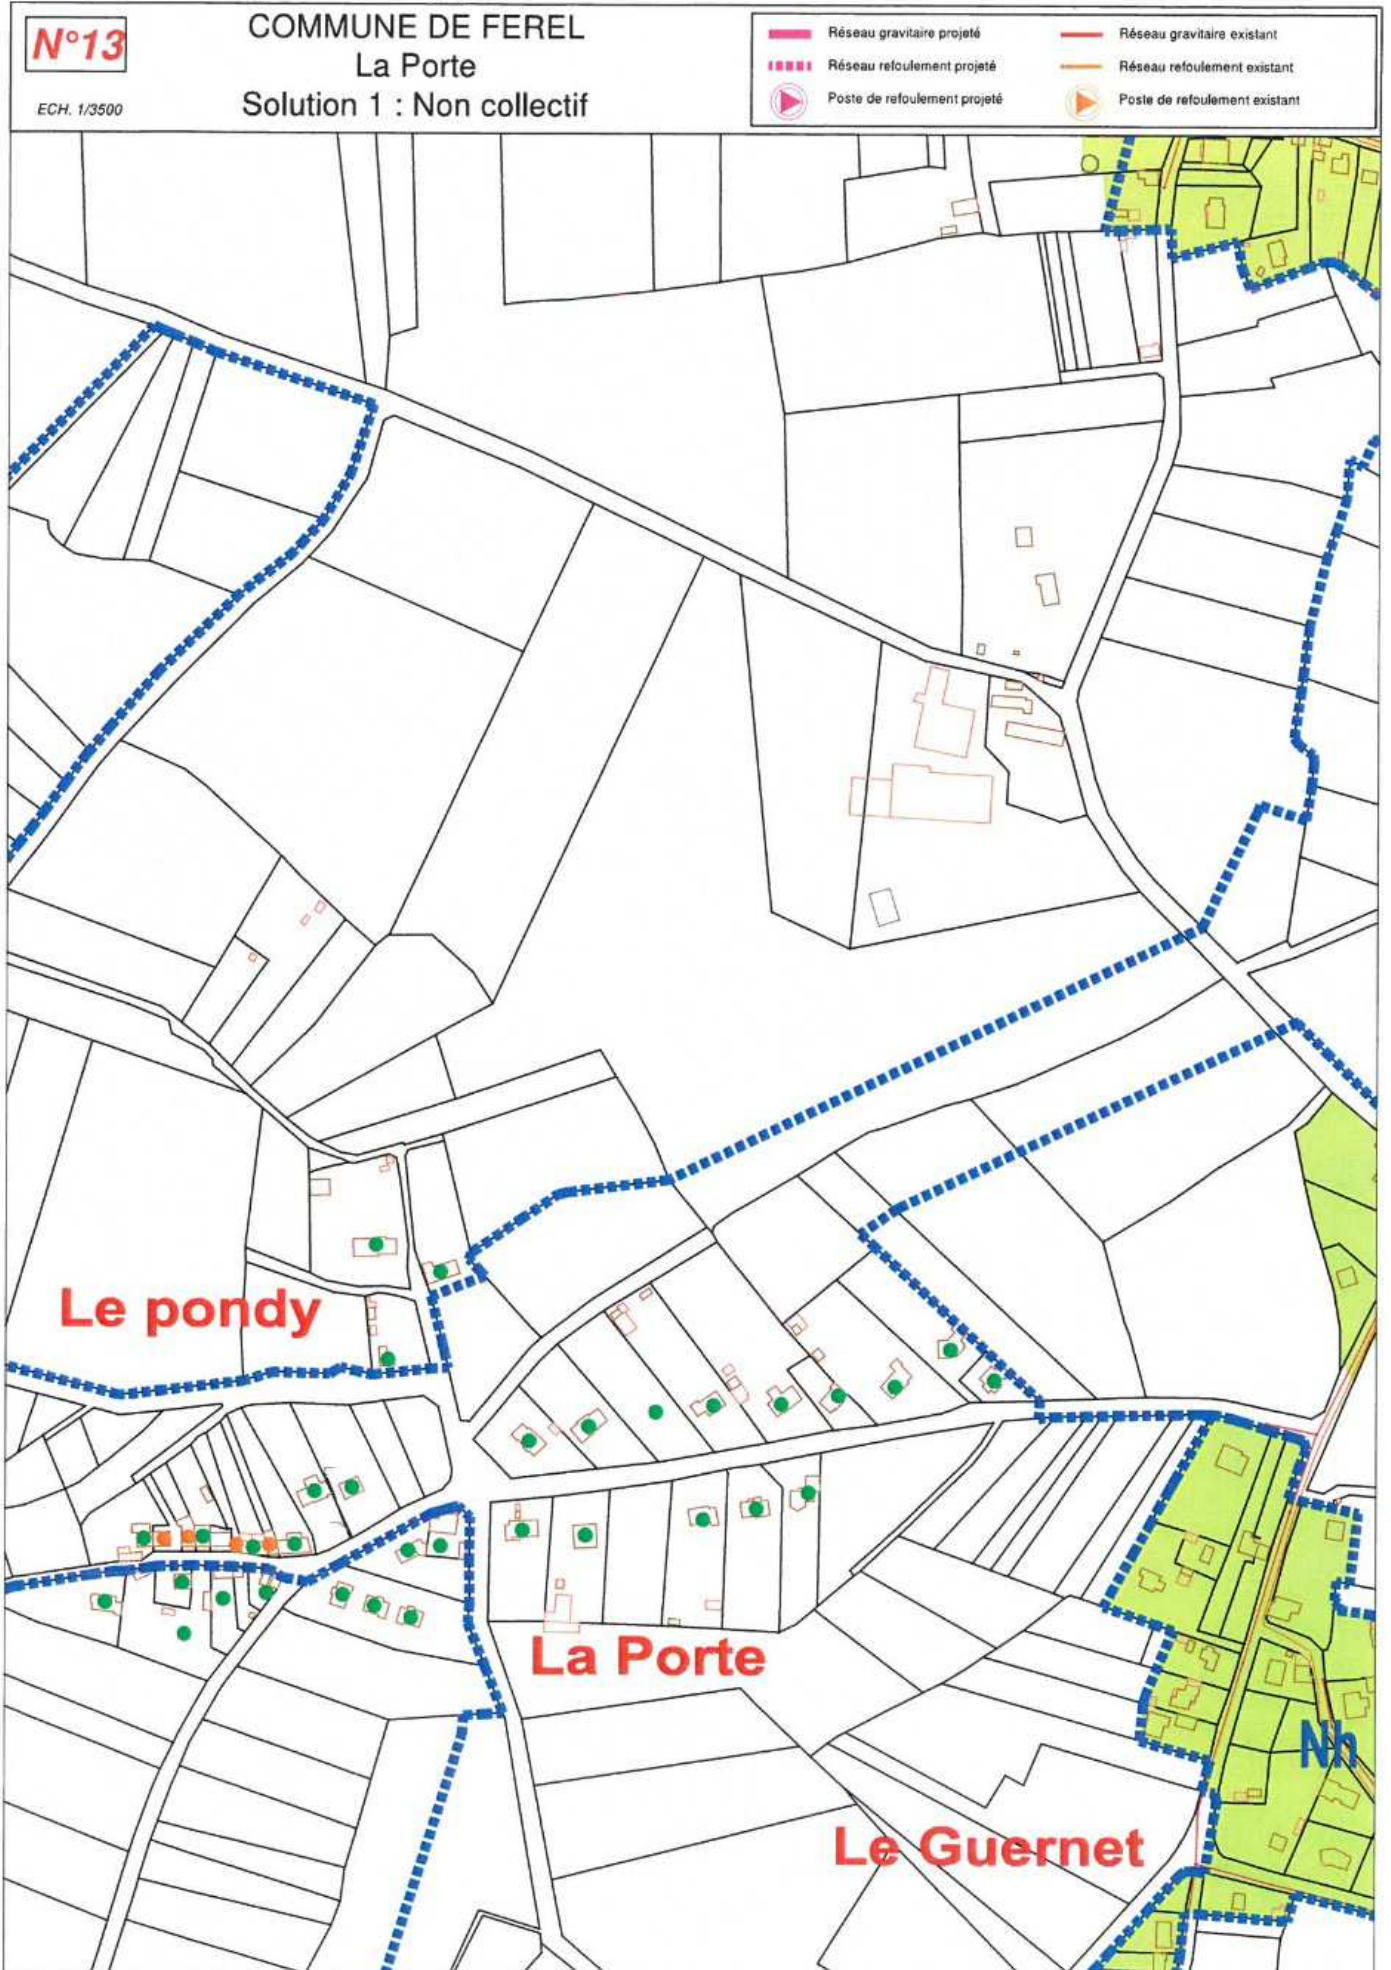 N°13
ECH. 1/3500
COMMUNE DE FEREL
La Porte
Solution 1 : Non collectif
Réseau gravitaire projeté
Réseau refoulement projeté
Poste de refoulement projeté
Réseau gravitaire existant
Réseau refoulement existant
Poste de refoulement existant
Le pondy
La Porte
Nh
Le Guernet